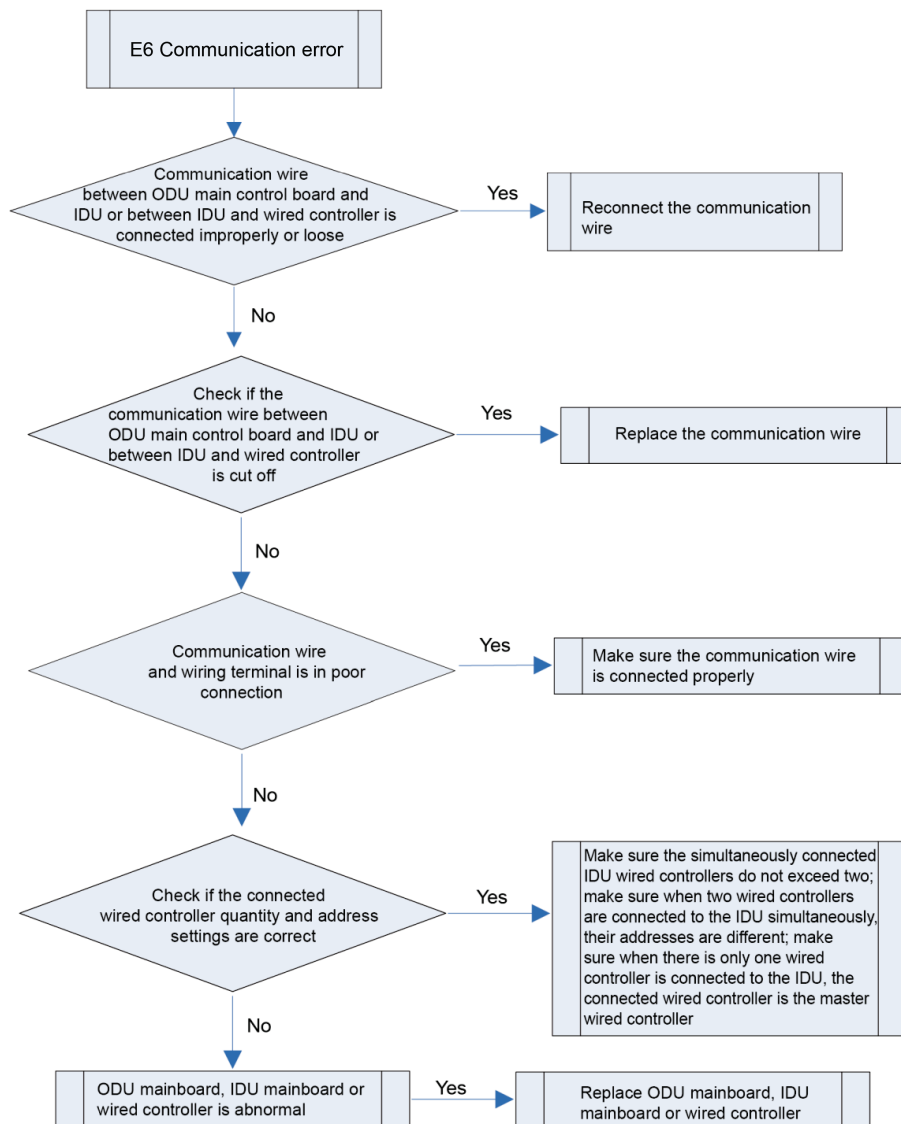 E6 Communication error
Communication wire
between ODU main control board and
IDU or between IDU and wired controller is
connected improperly or loose
Yes
Reconnect the communication
wire
No
Check if the
communication wire between
ODU main control board and IDU or
between IDU and wired controller
is cut off
Yes
Replace the communication wire
No
Communication wire
and wiring terminal is in poor
connection
Yes
Make sure the communication wire
is connected properly
No
Check if the connected
wired controller quantity and address
settings are correct
Yes
Make sure the simultaneously connected
IDU wired controllers do not exceed two;
make sure when two wired controllers
are connected to the IDU simultaneously,
their addresses are different; make
sure when there is only one wired
controller is connected to the IDU, the
connected wired controller is the master
wired controller
No
ODU mainboard, IDU mainboard or
wired controller is abnormal
Yes
Replace ODU mainboard, IDU
mainboard or wired controller